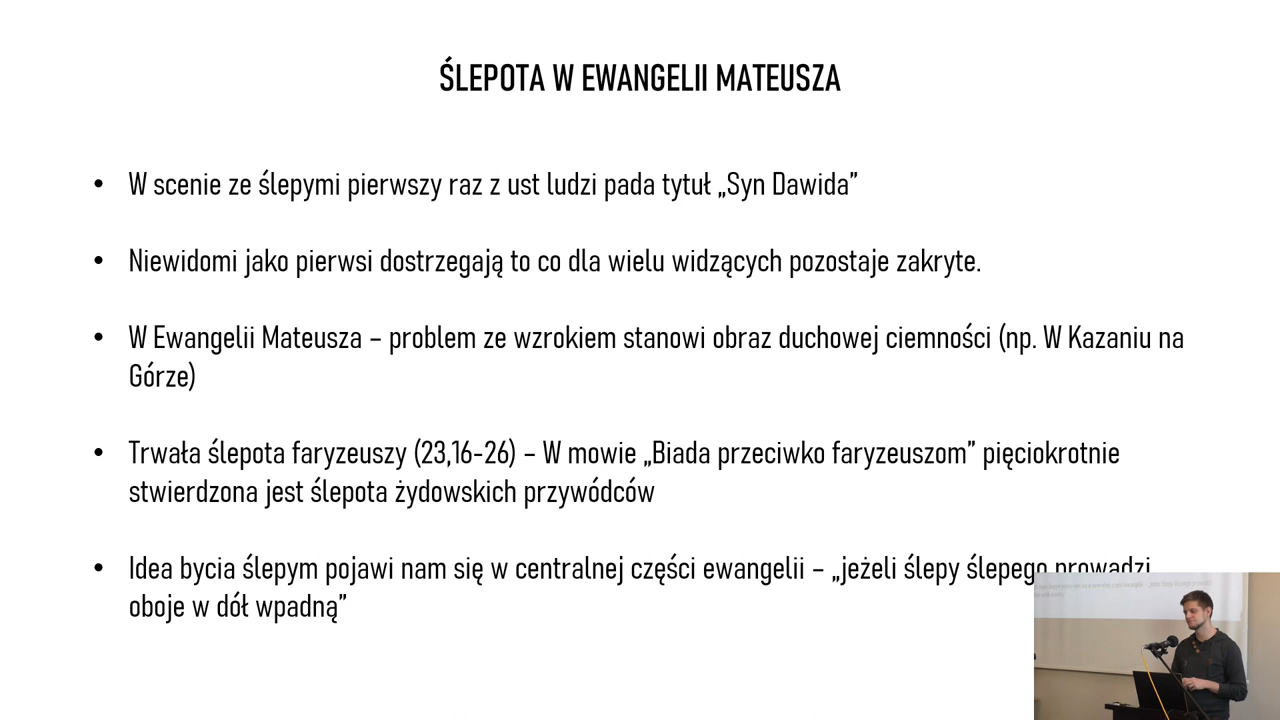 ŚLEPOTA W EWANGELII MATEUSZA
• W scenie ze ślepymi pierwszy raz z ust ludzi pada tytuł „Syn Dawida”
• Niewidomi jako pierwsi dostrzegają to co dla wielu widzących pozostaje zakryte.
• W Ewangelii Mateusza – problem ze wzrokiem stanowi obraz duchowej ciemności (np. W Kazaniu na
Górze)
• Trwała ślepota faryzeuszy (23,16-26) – W mowie „Biada przeciwko faryzeuszom” pięciokrotnie
stwierdzona jest ślepota żydowskich przywódców
• Idea bycia ślepym pojawi nam się w centralnej części ewangelii – „jeżeli ślepy ślepego prowadzi
oboje w dół wpadną”